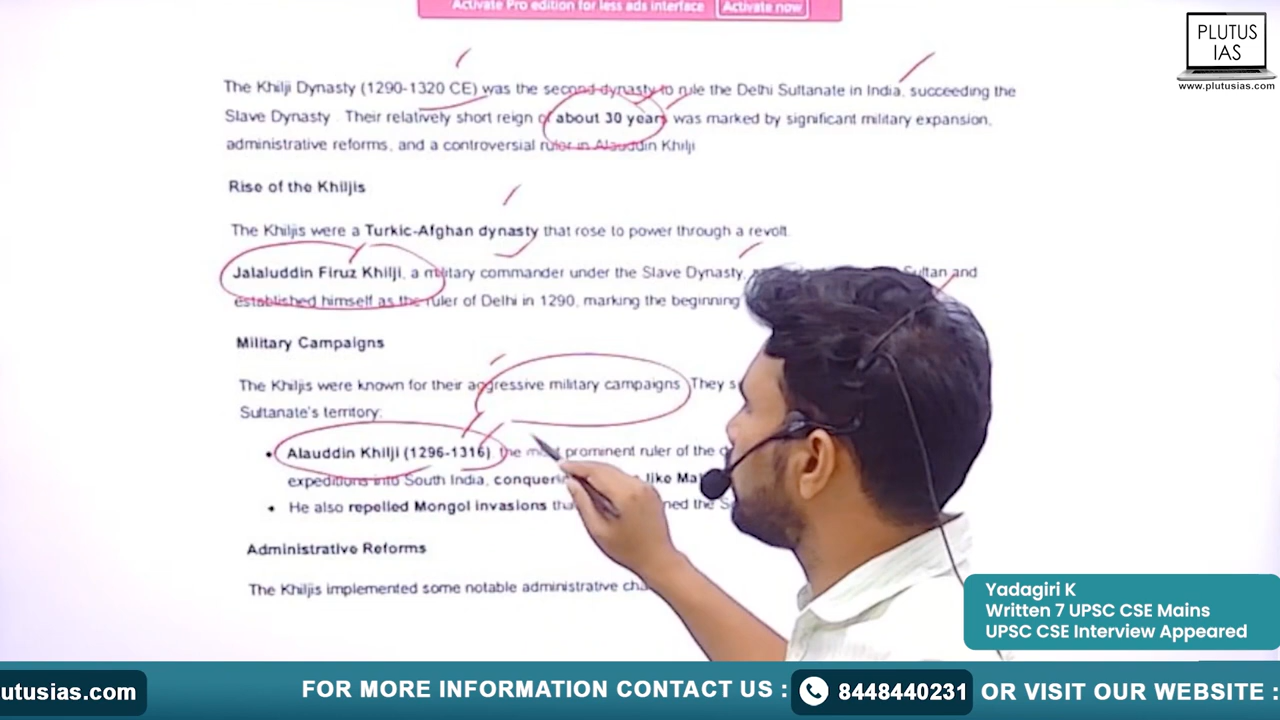 Activate Pro edition for less ads interface Activate now
PLUTUS
IAS
www.plutusias.com
The Khilji Dynasty (1290-1320 CE) was the second dynasty to rule the Delhi Sultanate in India, succeeding the
Slave Dynasty. Their relatively short reign of about 30 years was marked by significant military expansion,
administrative reforms, and a controversial ruler in Alauddin Khilji
Rise of the Khiljis
The Khiljis were a Turkic-Afghan dynasty that rose to power through a revolt.
Jalaluddin Firuz Khilji, a military commander under the Slave Dynasty, Sultan and
established himself as the ruler of Delhi in 1290, marking the beginning
Military Campaigns
The Khiljis were known for their aggressive military campaigns. They
Sultanate's territory:
• Alauddin Khilji (1296-1316), the most prominent ruler of the
expeditions into South India, like
• He also repelled Mongol invasions the
Administrative Reforms
The Khiljis implemented some notable administrative
Yadagiri K
Written 7 UPSC CSE Mains
UPSC CSE Interview Appeared
utusias.com FOR MORE INFORMATION CONTACT US : 8448440231 OR VISIT OUR WEBSITE :